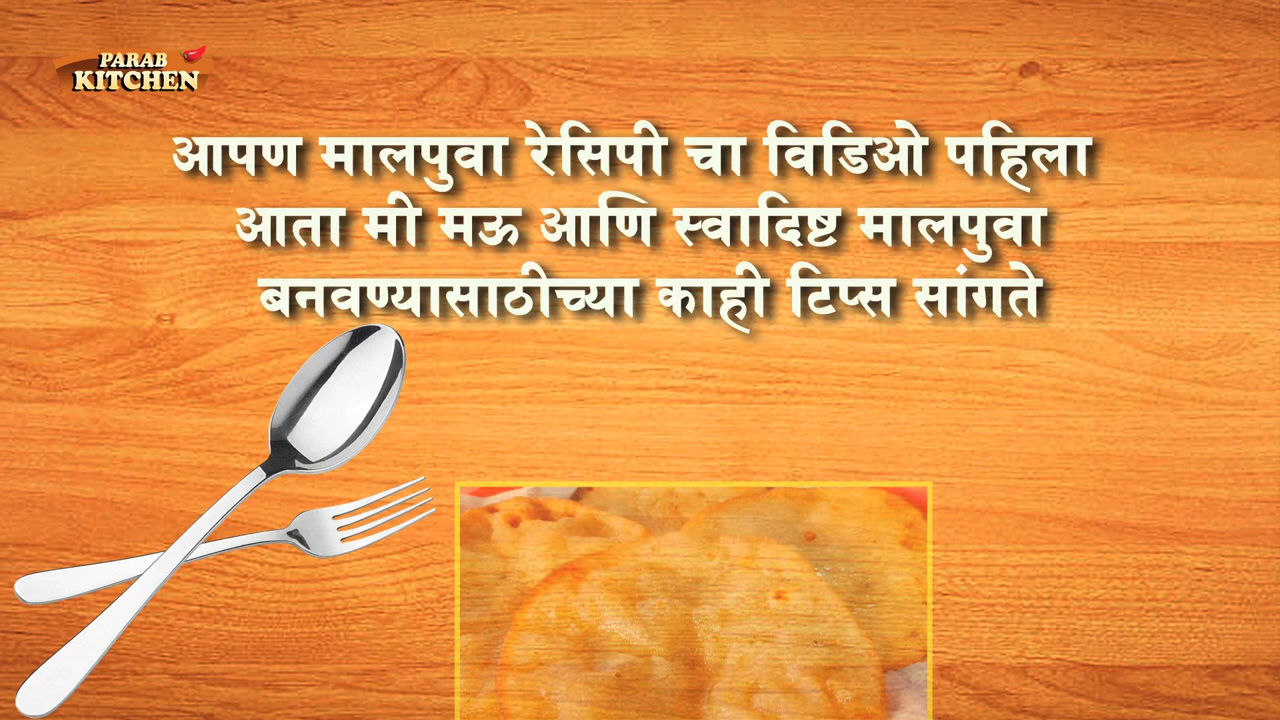 PARAB
KITCHEN
आपण मालपुवा रेसिपी चा विडिओ पहिला
आता मी मऊ आणि स्वादिष्ट मालपुवा
बनवण्यासाठीच्या काही टिप्स सांगते